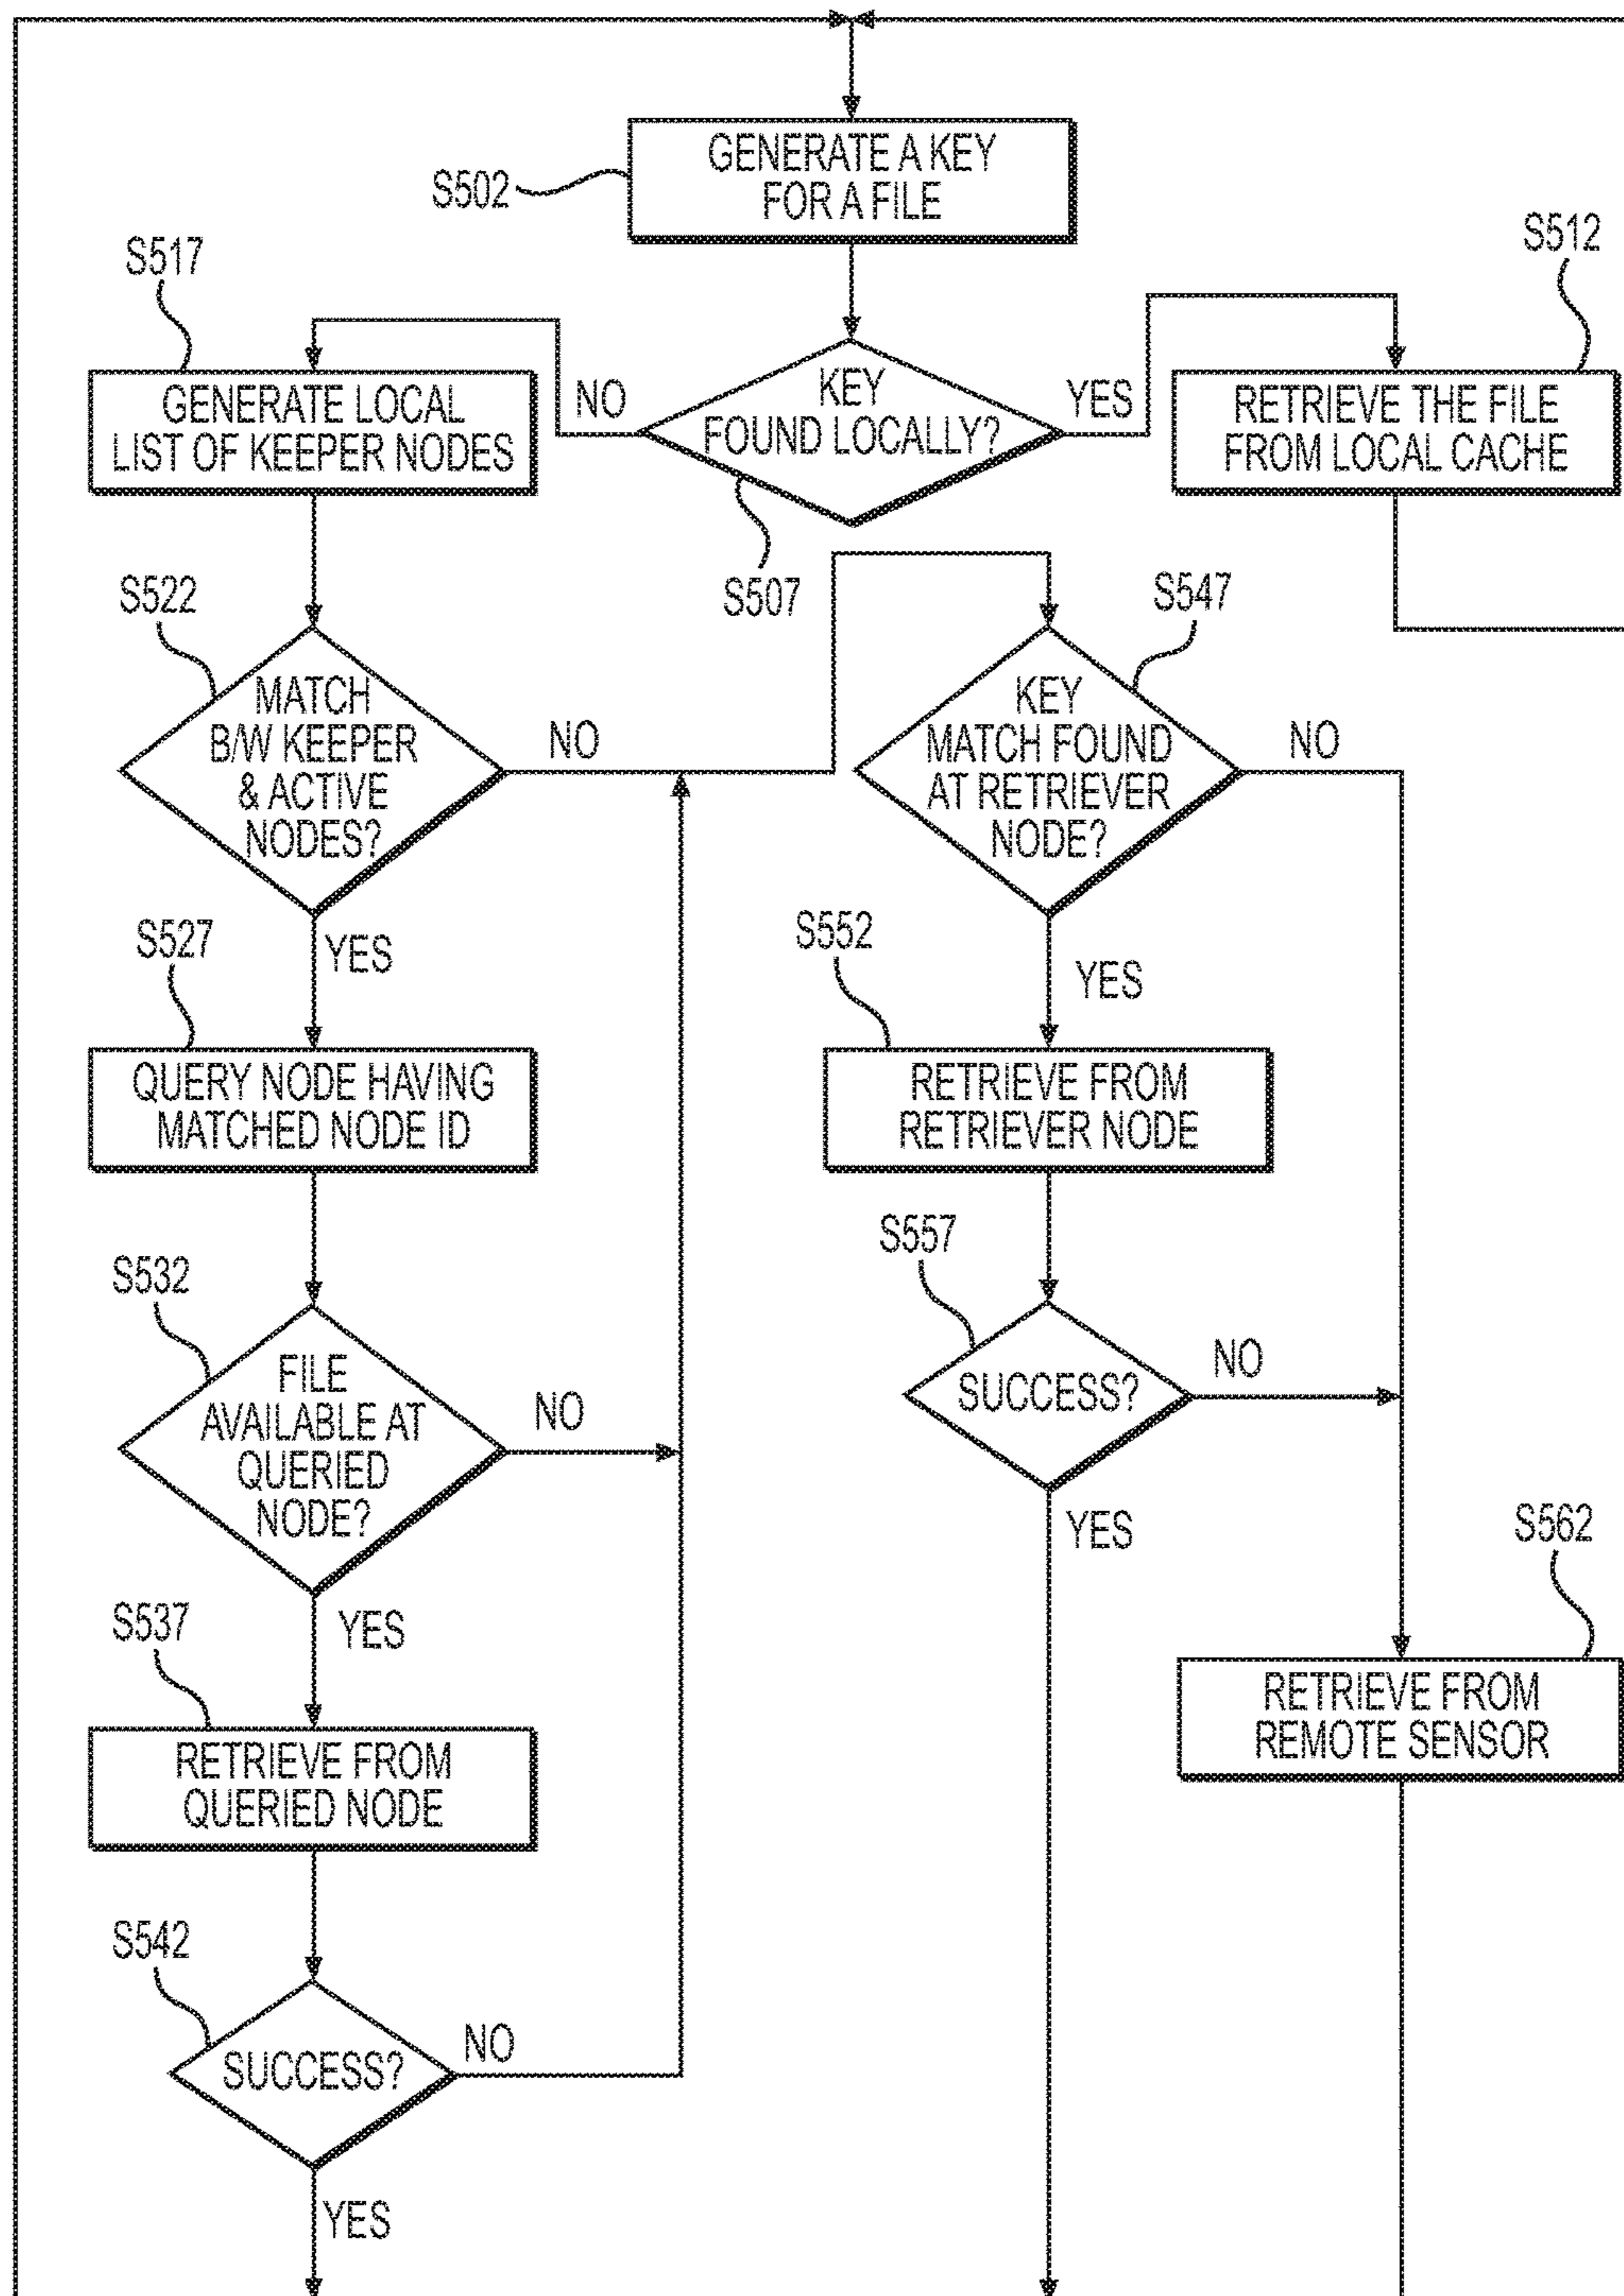 GENERATE A KEY
FOR A FILE
S502
S517
S512
GENERATE LOCAL
LIST OF KEEPER NODES
NO
KEY
FOUND LOCALLY?
YES
RETRIEVE THE FILE
FROM LOCAL CACHE
S507
S522
S547
MATCH
B/W KEEPER
& ACTIVE
NODES?
NO
KEY
MATCH FOUND
AT RETRIEVER
NODE?
NO
YES
S527
S552
YES
QUERY NODE HAVING
MATCHED NODE ID
RETRIEVE FROM
RETRIEVER NODE
S532
S557
FILE
AVAILABLE AT
QUERIED
NODE?
NO
SUCCESS?
NO
YES
S537
YES
S562
RETRIEVE FROM
QUERIED NODE
RETRIEVE FROM
REMOTE SENSOR
S542
SUCCESS?
NO
YES